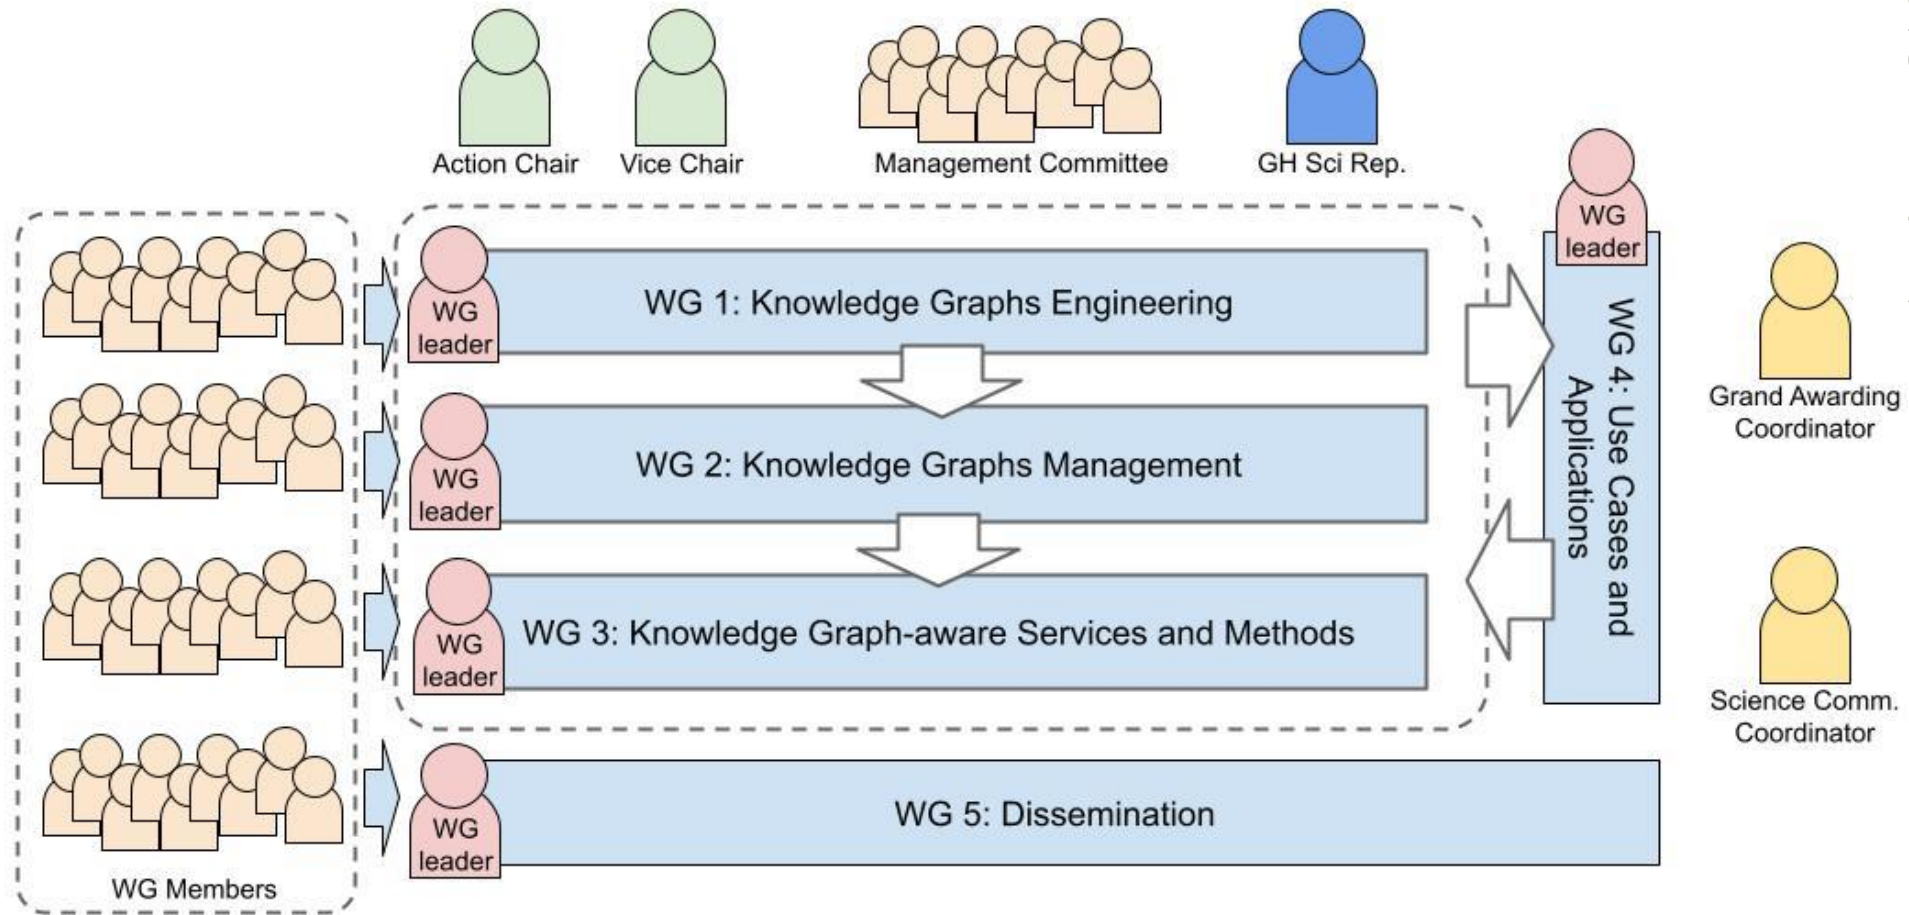 Action Chair
Vice Chair
Management Committee
GH Sci Rep.
WG
leader
WG 1: Knowledge Graphs Engineering
WG
leader
WG 2: Knowledge Graphs Management
WG
leader
WG 3: Knowledge Graph-aware Services and Methods
WG
leader
WG 4: Use Cases and
Applications
Grand Awarding
Coordinator
Science Comm.
Coordinator
WG
leader
WG 5: Dissemination
WG Members